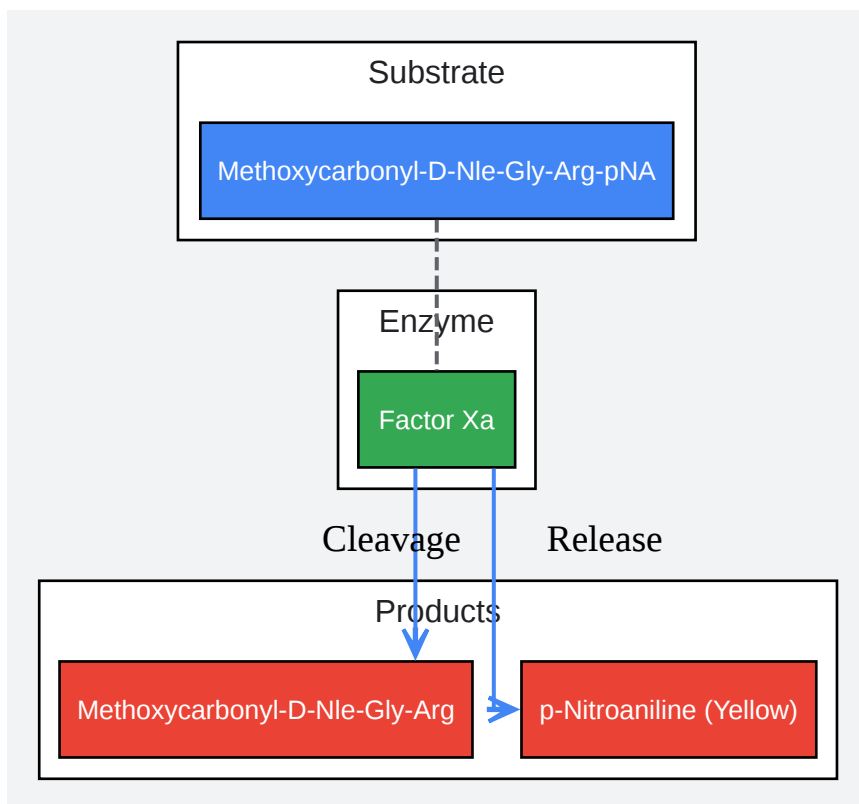 Substrate
Methoxycarbonyl-D-Nle-Gly-Arg-pNA
Enzyme
Factor Xa
Cleavage
Release
Products
Methoxycarbonyl-D-Nle-Gly-Arg
p-Nitroaniline (Yellow)